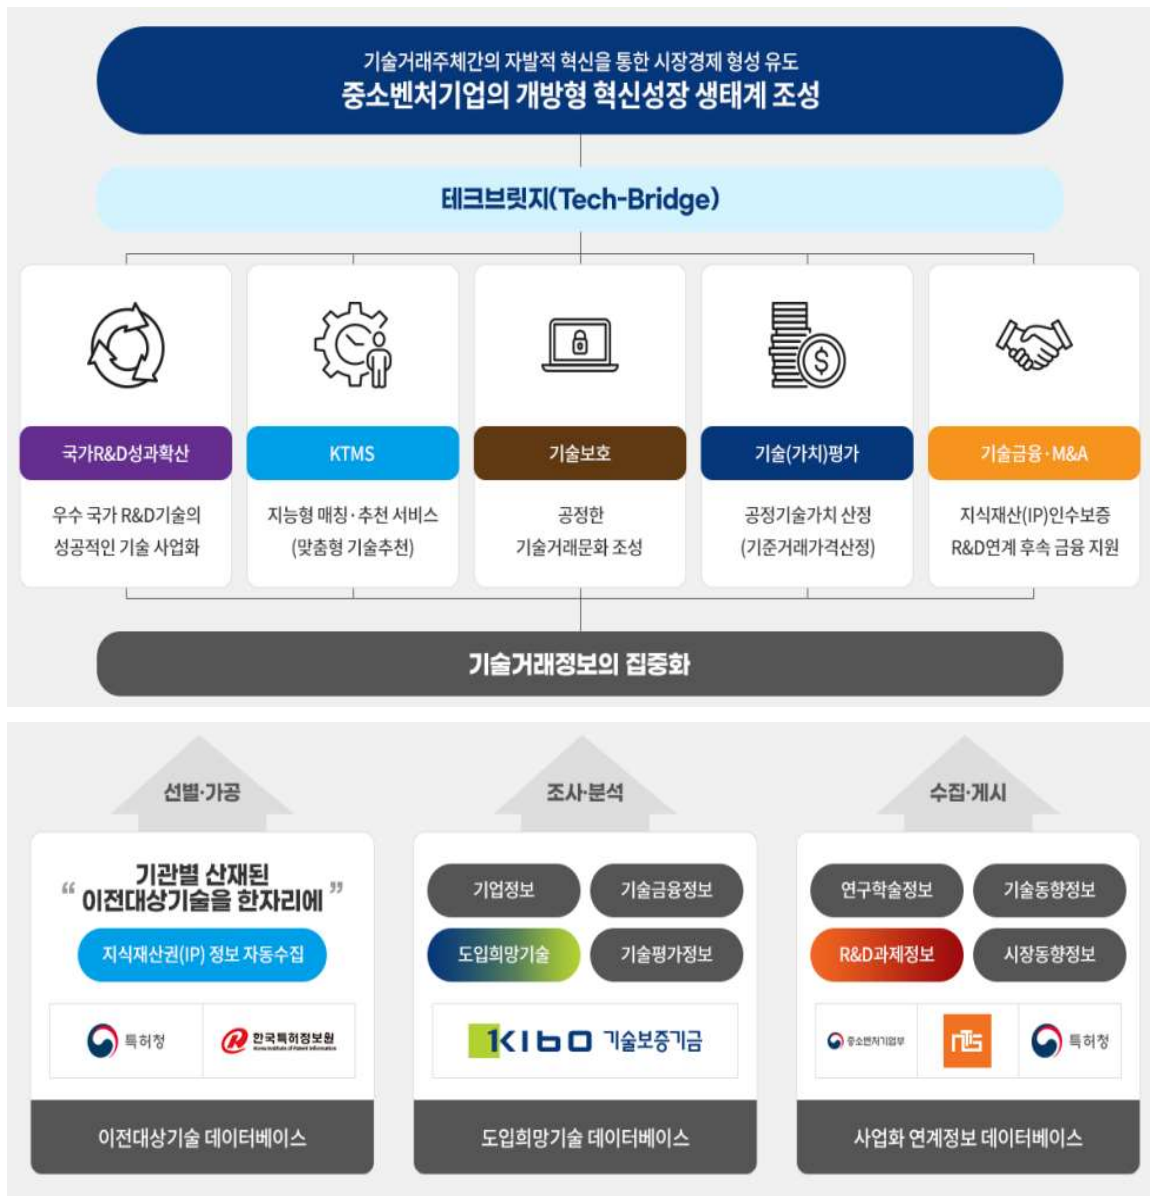 기술거래주체간의 자발적 혁신을 통한 시장경제 형성 유도
중소벤처기업의 개방형 혁신성장 생태계 조성
테크브릿지(Tech-Bridge)
국가R&D성과확산
우수 국가 R&D기술의
성공적인 기술 사업화
KTMS
지능형 매칭·추천 서비스
(맞춤형 기술추천)
기술보호
공정한
기술거래문화 조성
$
기술(가치)평가
공정기술가치 산정
(기준거래가격산정)
기술금융·M&A
지식재산(IP)인수보증
R&D연계 후속 금융 지원
기술거래정보의 집중화
선별·가공
“ 기관별 산재된
이전대상기술을 한자리에 ”
지식재산권(IP) 정보 자동수집
특허청
한국특허정보원
Korea Institute of Patent Information
이전대상기술 데이터베이스
조사·분석
기업정보
기술금융정보
도입희망기술
기술평가정보
KIBO 기술보증기금
도입희망기술 데이터베이스
수집·게시
연구학술정보
기술동향정보
R&D과제정보
시장동향정보
중소벤처기업부
NTIS
특허청
사업화 연계정보 데이터베이스